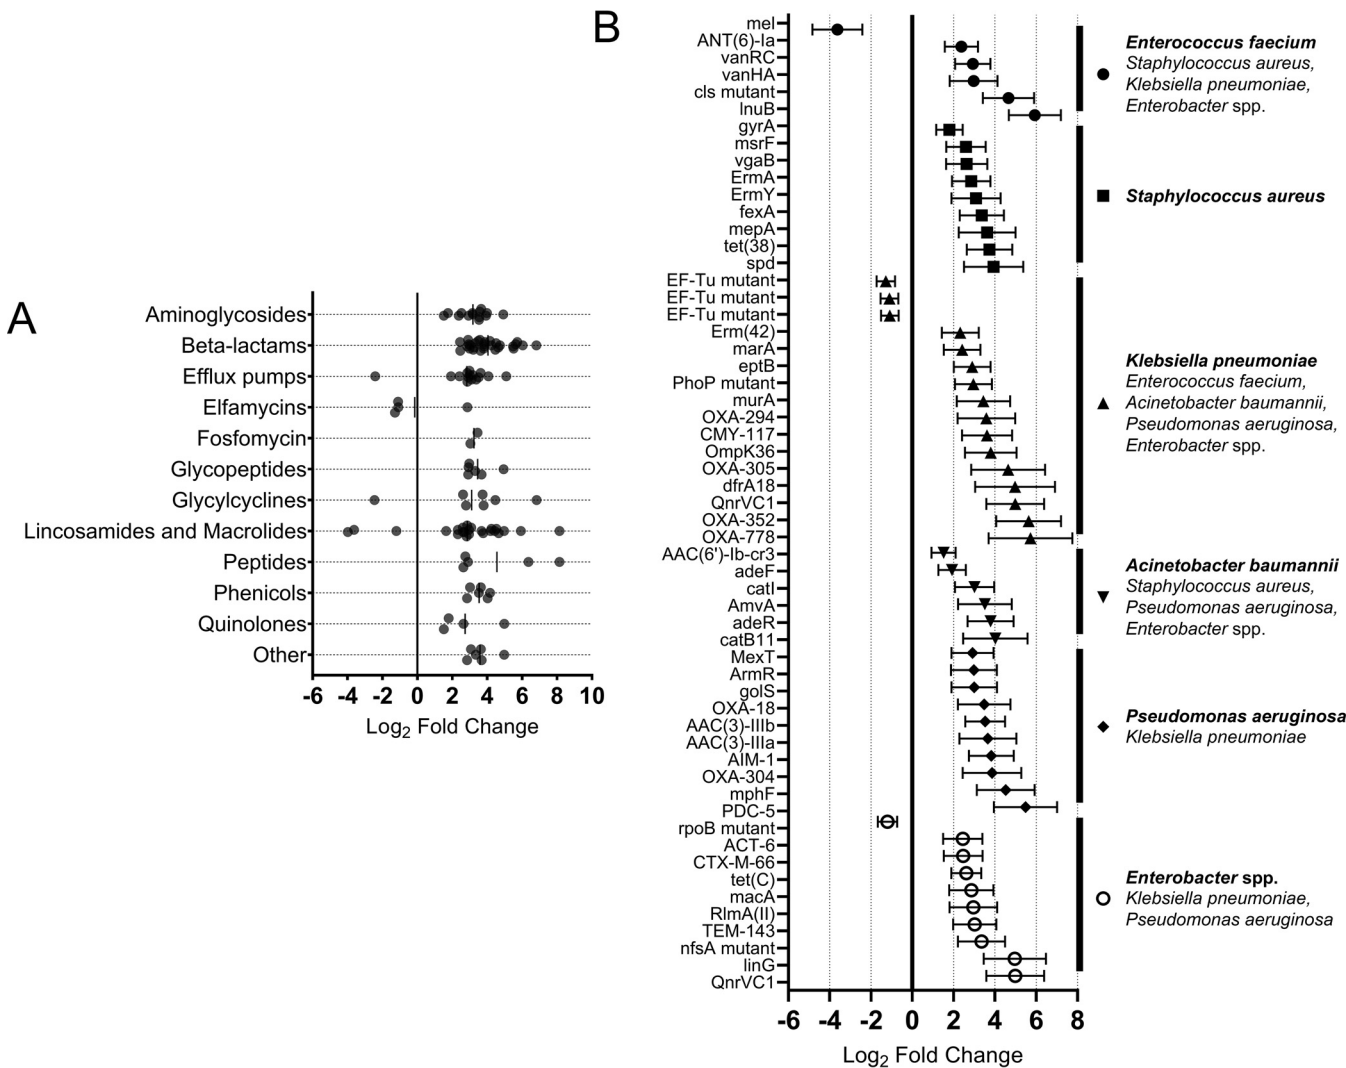 A
Aminoglycosides
Beta-lactams
Efflux pumps
Elfamycins
Fosfomycin
Glycopeptides
Glycylcyclines
Lincosamides and Macrolides
Peptides
Phenicols
Quinolones
Other
-6 -4 -2 0 2 4 6 8 10
Log2 Fold Change
B
mel
ANT(6)-Ia
vanRC
vanHA
cls mutant
lnuB
gyrA
msrF
vgaB
ErmA
ErmY
fexA
mepA
tet(38)
spd
EF-Tu mutant
EF-Tu mutant
EF-Tu mutant
Erm(42)
marA
eptB
PhoP mutant
murA
OXA-294
CMY-117
OmpK36
OXA-305
dfrA18
QnrVC1
OXA-352
OXA-778
AAC(6')-Ib-cr3
adeF
catI
AmvA
adeR
catB11
MexT
ArmR
golS
OXA-18
AAC(3)-IIIb
AAC(3)-IIIa
AIM-1
OXA-304
mphF
PDC-5
rpoB mutant
ACT-6
CTX-M-66
tet(C)
macA
RlmA(II)
TEM-143
nfsA mutant
linG
QnrVC1
-6 -4 -2 0 2 4 6 8
Log2 Fold Change
Enterococcus faecium
Staphylococcus aureus,
Klebsiella pneumoniae,
Enterobacter spp.
Staphylococcus aureus
Klebsiella pneumoniae
Enterococcus faecium,
Acinetobacter baumannii,
Pseudomonas aeruginosa,
Enterobacter spp.
Acinetobacter baumannii
Staphylococcus aureus,
Pseudomonas aeruginosa,
Enterobacter spp.
Pseudomonas aeruginosa
Klebsiella pneumoniae
Enterobacter spp.
Klebsiella pneumoniae,
Pseudomonas aeruginosa